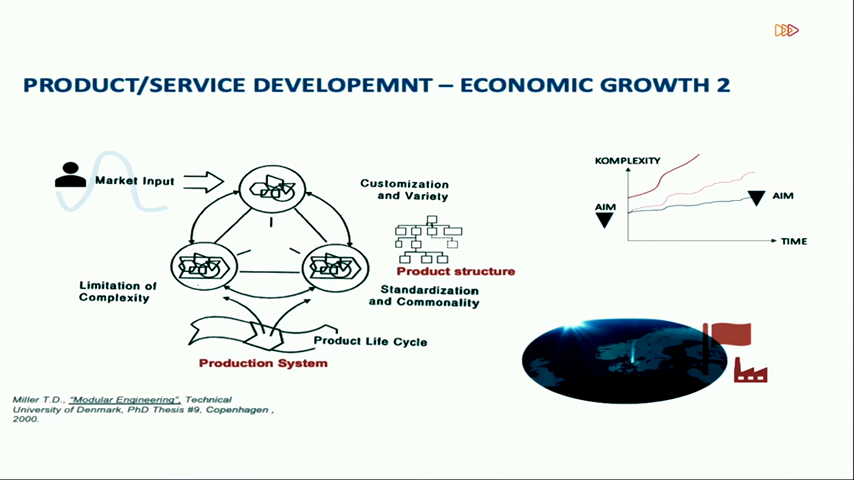 PRODUCT/SERVICE DEVELOPEMNT – ECONOMIC GROWTH 2
Market Input
Customization
and Variety
Product structure
Limitation of
Complexity
Standardization
and Commonality
Product Life Cycle
Production System
KOMPLEXITY
AIM
AIM
TIME
Miller T.D., "Modular Engineering", Technical
University of Denmark, PhD Thesis #9, Copenhagen ,
2000.